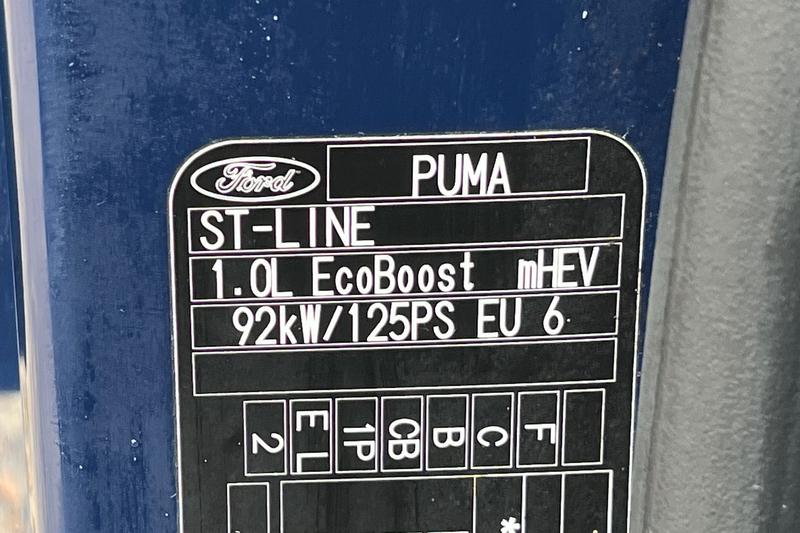 Ford PUMA
ST-LINE
1.0L EcoBoost mHEV
92kW/125PS EU 6
2 EL 1P CB B C F
*